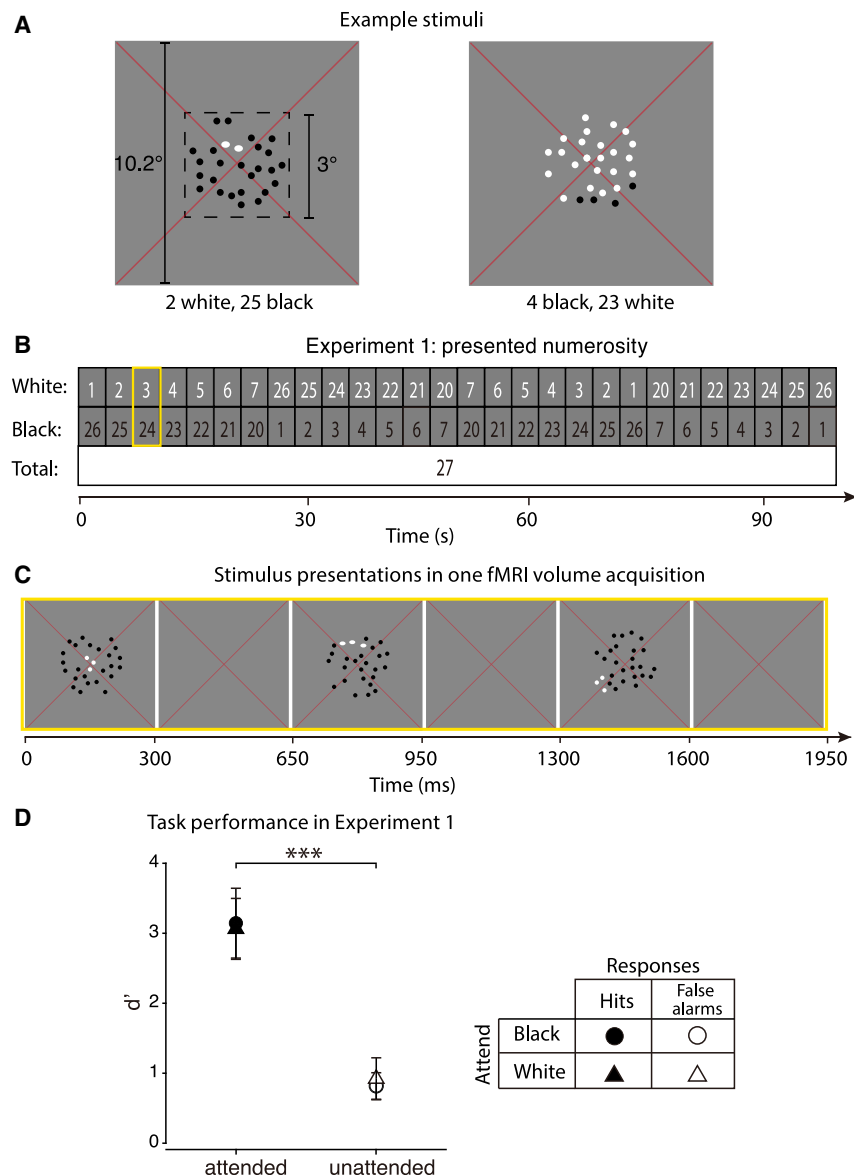 A
Example stimuli
10.2°
3°
2 white, 25 black
4 black, 23 white
B
Experiment 1: presented numerosity
White: 1 2 3 4 5 6 7 26 25 24 23 22 21 20 7 6 5 4 3 2 1 20 21 22 23 24 25 26
Black: 26 25 24 23 22 21 20 1 2 3 4 5 6 7 20 21 22 23 24 25 26 7 6 5 4 3 2 1
Total: 27
0 30 60 90
Time (s)
C
Stimulus presentations in one fMRI volume acquisition
0 300 650 950 1300 1600 1950
Time (ms)
D
Task performance in Experiment 1
***
4
3
2
1
0
d'
attended unattended
Responses
Hits False alarms
Attend
Black
White